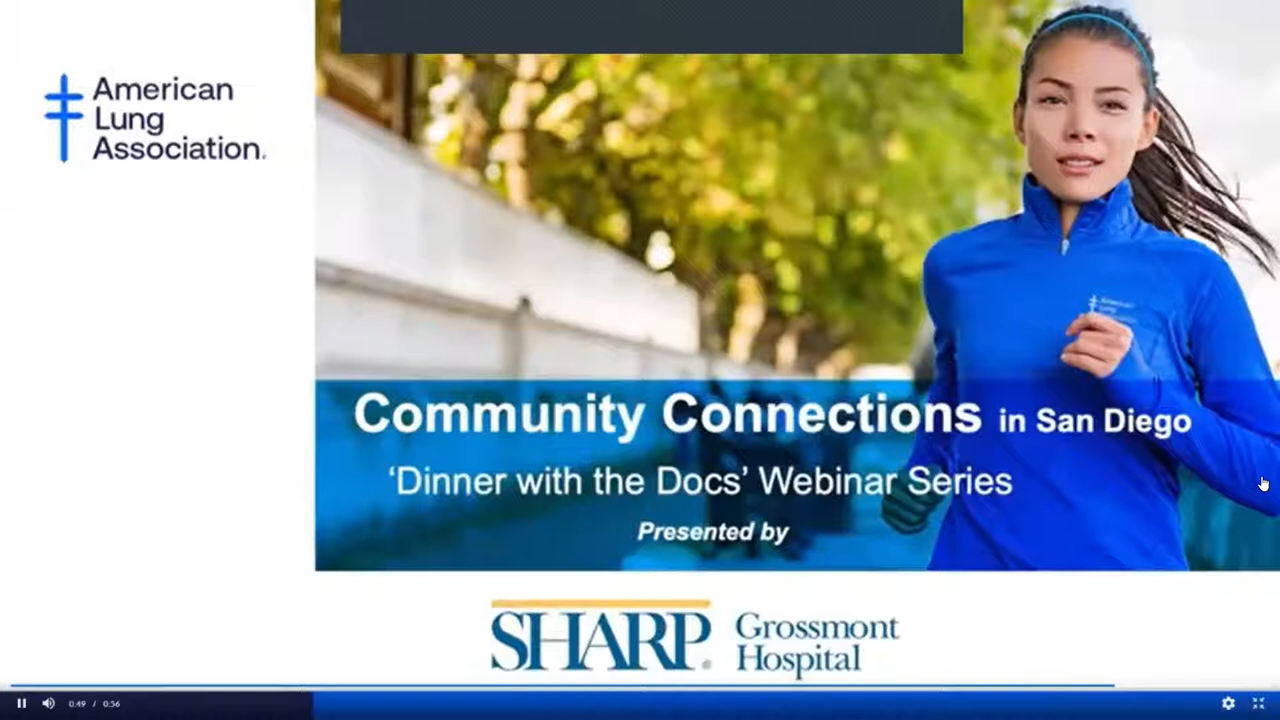 American
Lung
Association.
Community Connections in San Diego
'Dinner with the Docs' Webinar Series
Presented by
SHARP
Grossmont
Hospital
0:49 / 0:56